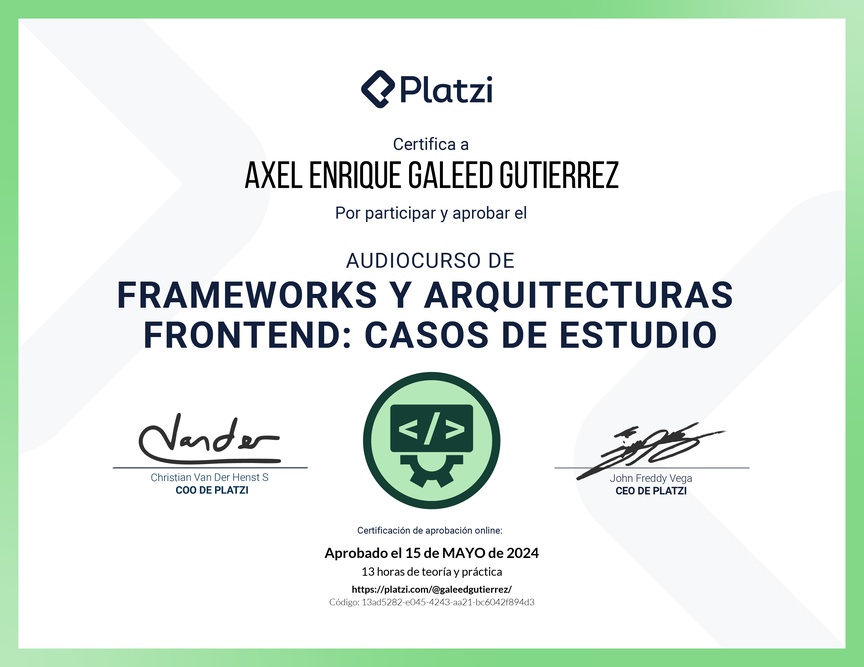 Platzi
Certifica a
AXEL ENRIQUE GALEED GUTIERREZ
Por participar y aprobar el
AUDIOCURSO DE
FRAMEWORKS Y ARQUITECTURAS
FRONTEND: CASOS DE ESTUDIO
Vander
</>
Christian Van Der Henst S
COO DE PLATZI
John Freddy Vega
CEO DE PLATZI
Certificación de aprobación online:
Aprobado el 15 de MAYO de 2024
13 horas de teoría y práctica
https://platzi.com/@galeedgutierrez/
Código: 13ad5282-e045-4243-aa21-bc6042f894d3